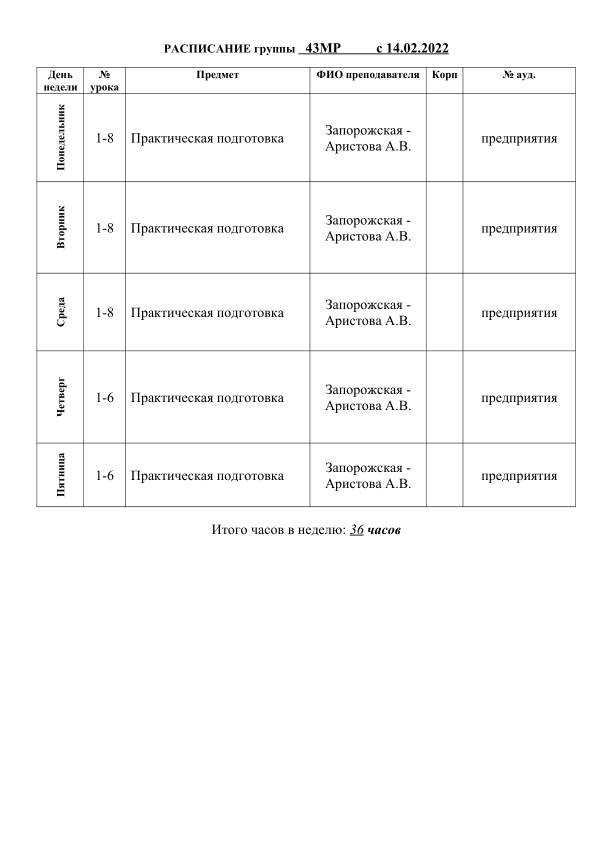 РАСПИСАНИЕ группы 43МР с 14.02.2022
День недели № урока Предмет ФИО преподавателя Корп № ауд.
Понедельник 1-8 Практическая подготовка Запорожская - Аристова А.В. предприятия
Вторник 1-8 Практическая подготовка Запорожская - Аристова А.В. предприятия
Среда 1-8 Практическая подготовка Запорожская - Аристова А.В. предприятия
Четверг 1-6 Практическая подготовка Запорожская - Аристова А.В. предприятия
Пятница 1-6 Практическая подготовка Запорожская - Аристова А.В. предприятия
Итого часов в неделю: 36 часов